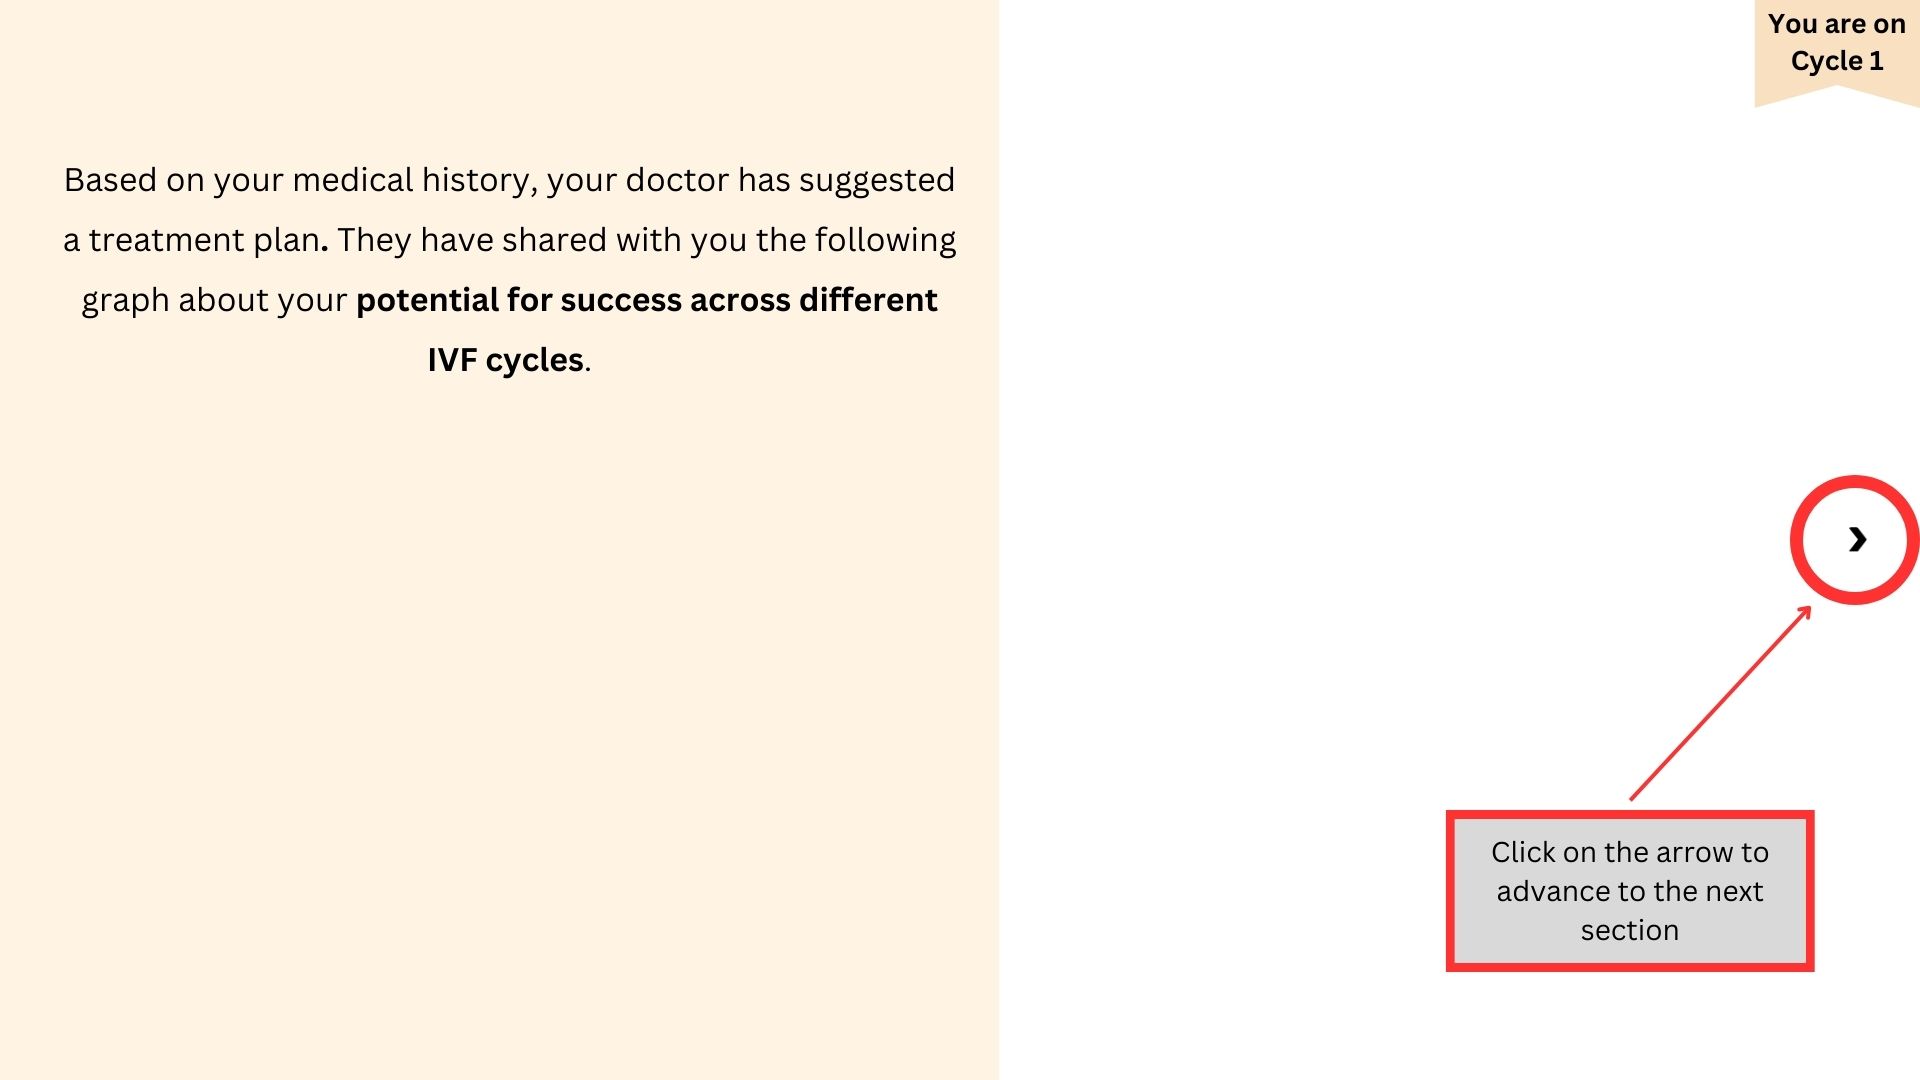 You are on
Cycle 1
Based on your medical history, your doctor has suggested
a treatment plan. They have shared with you the following
graph about your potential for success across different
IVF cycles.
›
Click on the arrow to
advance to the next
section